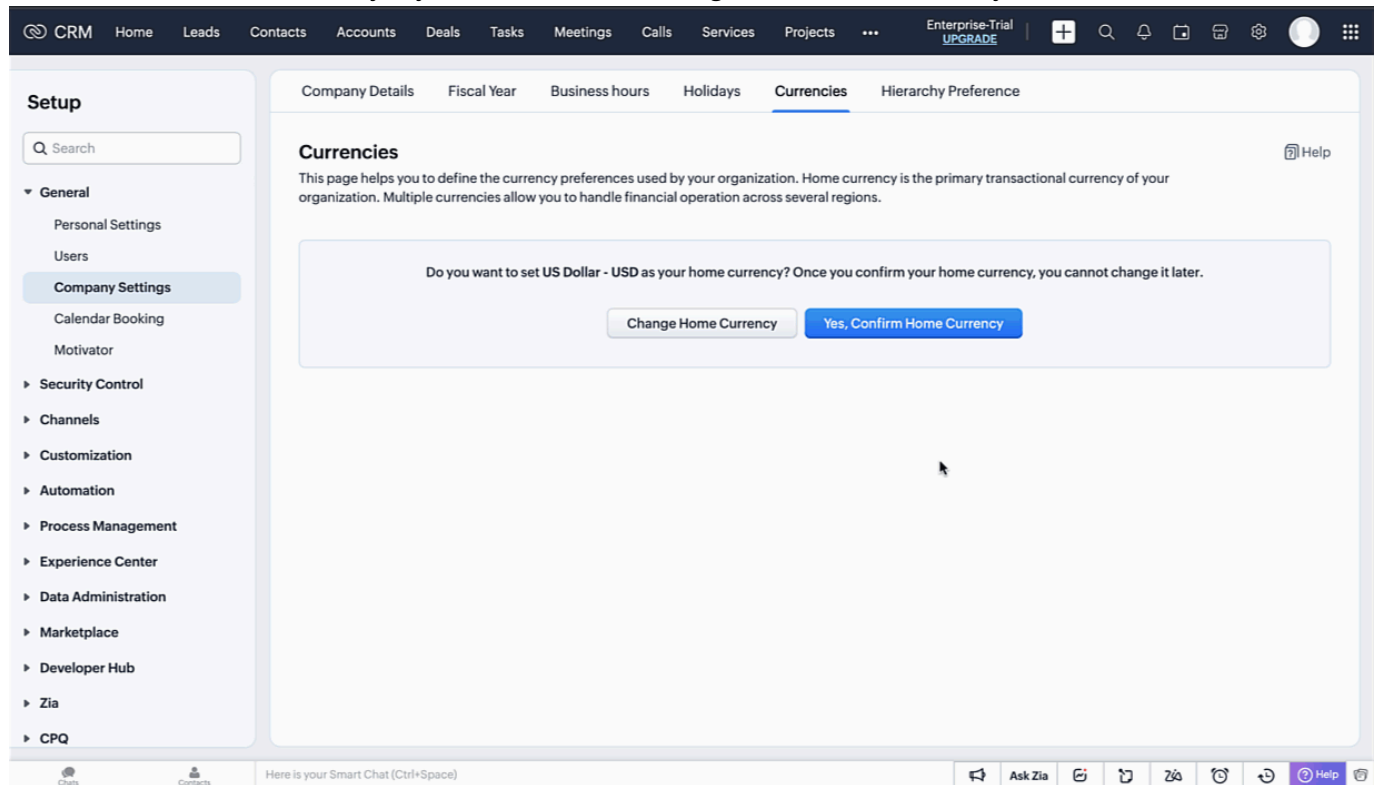 CRM Home Leads Contacts Accounts Deals Tasks Meetings Calls Services Projects ••• Enterprise-Trial
UPGRADE
Setup
Search
General
Personal Settings
Users
Company Settings
Calendar Booking
Motivator
Security Control
Channels
Customization
Automation
Process Management
Experience Center
Data Administration
Marketplace
Developer Hub
Zia
CPQ
Company Details Fiscal Year Business hours Holidays Currencies Hierarchy Preference
Currencies
Help
This page helps you to define the currency preferences used by your organization. Home currency is the primary transactional currency of your
organization. Multiple currencies allow you to handle financial operation across several regions.
Do you want to set US Dollar - USD as your home currency? Once you confirm your home currency, you cannot change it later.
Change Home Currency Yes, Confirm Home Currency
Chats Contacts Here is your Smart Chat (Ctrl+Space) Ask Zia Help